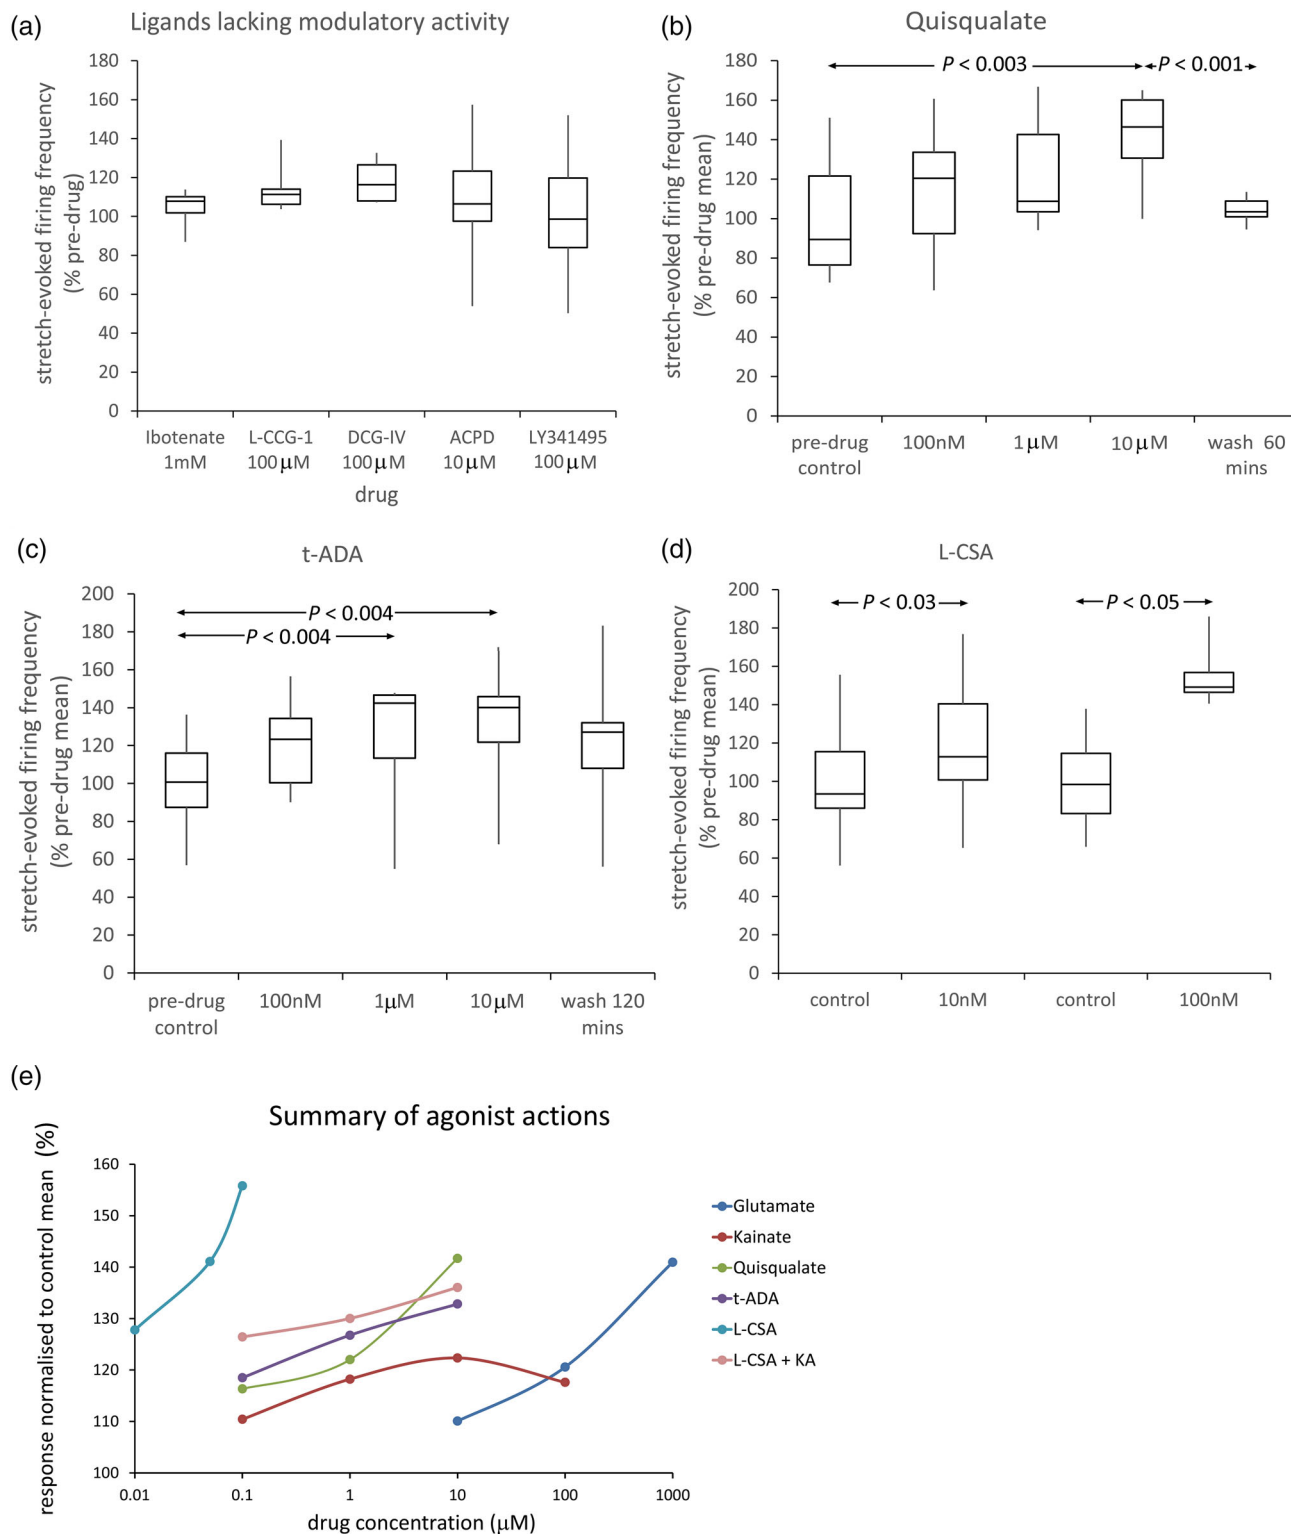 (a)
Ligands lacking modulatory activity
stretch-evoked firing frequency
(% pre-drug)
180
160
140
120
100
80
60
40
20
0
Ibotenate L-CCG-1 DCG-IV ACPD LY341495
1mM 100μM 100μM 10μM 100μM
drug
(b)
Quisqualate
stretch-evoked firing frequency
(% pre-drug mean)
180
160
140
120
100
80
60
40
20
0
P < 0.003 P < 0.001
pre-drug 100nM 1μM 10μM wash 60
control mins
(c)
t-ADA
stretch-evoked firing frequency
(% pre-drug mean)
200
180
160
140
120
100
80
60
40
20
0
P < 0.004
P < 0.004
pre-drug 100nM 1μM 10μM wash 120
control mins
(d)
L-CSA
stretch-evoked firing frequency
(% pre-drug mean)
200
180
160
140
120
100
80
60
40
20
0
P < 0.03 P < 0.05
control 10nM control 100nM
(e)
Summary of agonist actions
response normalised to control mean (%)
160
150
140
130
120
110
100
0.01 0.1 1 10 100 1000
drug concentration (μM)
Glutamate
Kainate
Quisqualate
t-ADA
L-CSA
L-CSA + KA